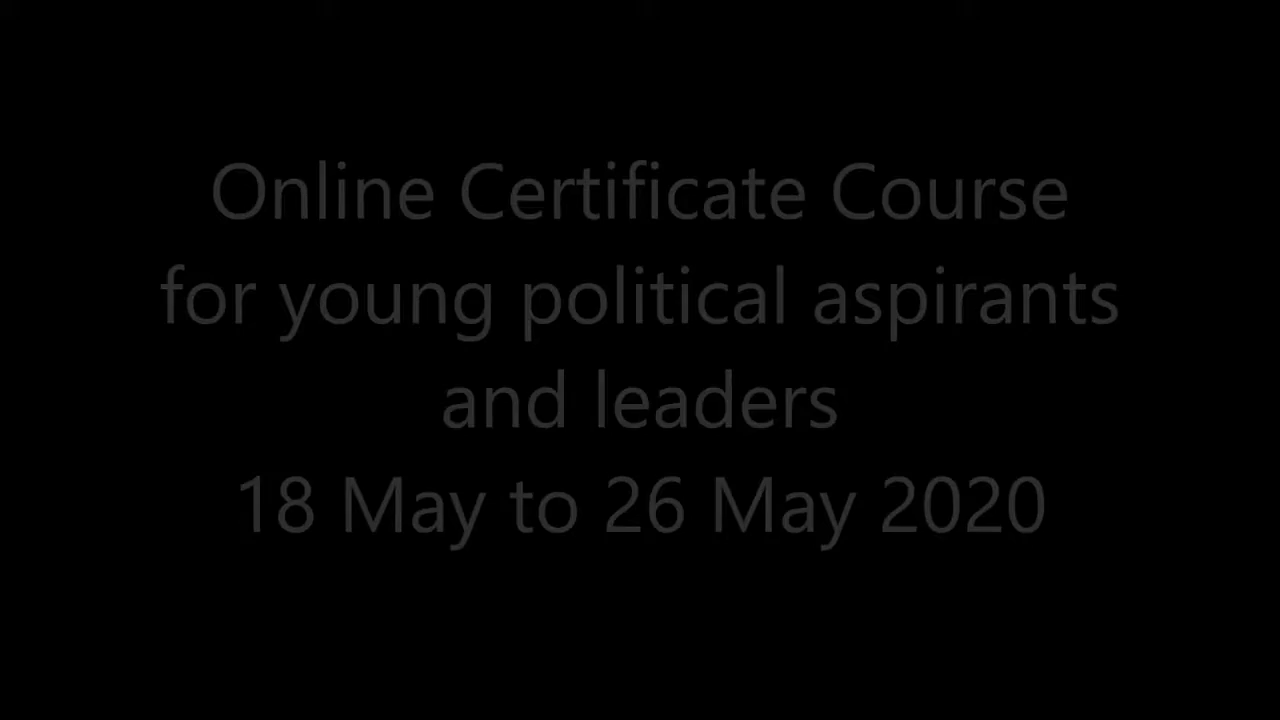 Online Certificate Course
for young political aspirants
and leaders
18 May to 26 May 2020